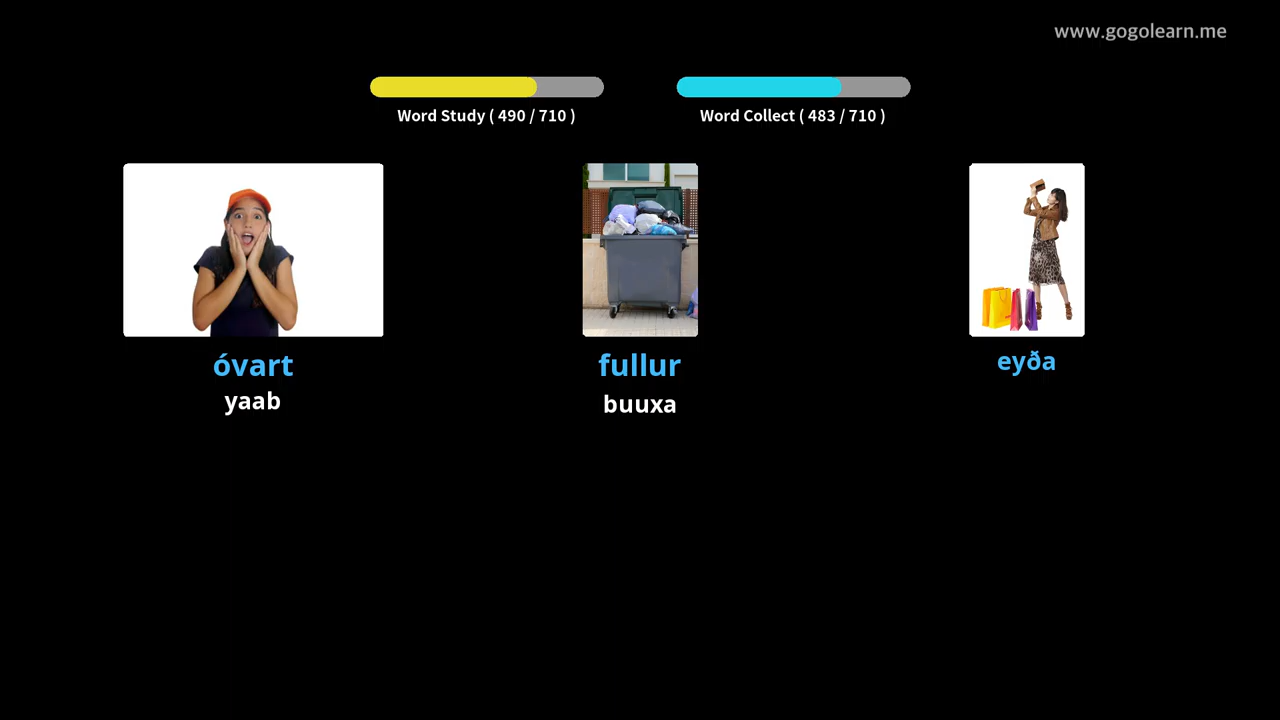 www.gogolearn.me
Word Study ( 490 / 710 )
Word Collect ( 483 / 710 )
óvart
fullur
eyða
yaab
buuxa